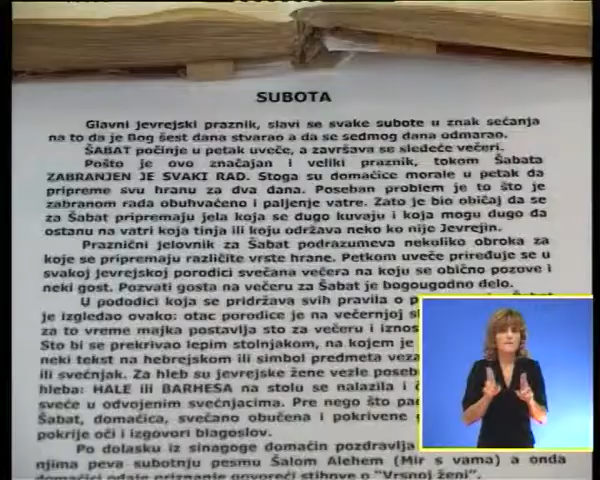 SUBOTA
Glavni jevrejski praznik, slavi se svake subote u znak sećanja
na to da je Bog šest dana stvarao a da se sedmog dana odmarao.
ŠABAT počinje u petak uveče, a završava se sledeće večeri.
Pošto je ovo značajan i veliki praznik, tokom Šabata
ZABRANJEN JE SVAKI RAD. Stoga su domaćice morale u petak da
pripreme svu hranu za dva dana. Poseban problem je to što je
zabranom rada obuhvaćeno i paljenje vatre. Zato je bio običaj da se
za Šabat pripremaju jela koja se dugo kuvaju i koja mogu dugo da
ostanu na vatri koja tinja ili koju održava neko ko nije Jevrejin.
Praznični jelovnik za Šabat podrazumeva nekoliko obroka za
koje se pripremaju različite vrste hrane. Petkom uveče priređuje se u
svakoj jevrejskoj porodici svečana večera na koju se obično pozove i
neki gost. Pozvati gosta na večeru za Šabat je bogougodno delo.
U pododici koja se pridržava svih pravila o
je izgledao ovako: otac porodice je na večernjoj
za to vreme majka postavlja sto za večeru i
Sto bi se prekrivao lepim stolnjakom, na kojem je
neki tekst na hebrejskom ili simbol predmeta
ili svećnjak. Za hleb su jevrejske žene vezle
hleba: HALE ili BARHESA na stolu se nalazila i
sveće u odvojenim svećnjacima. Pre nego što
Šabat, domaćica, svečano obučena i pokrivene
pokrije oči i izgovori blagoslov.
Po dolasku iz sinagoge domaćin pozdravlja
njima peva subotnju pesmu Šalom Alehem (Mir s vama) a onda
domaćici odaje priznanje govoreći stihove o "Vrsnoj ženi".